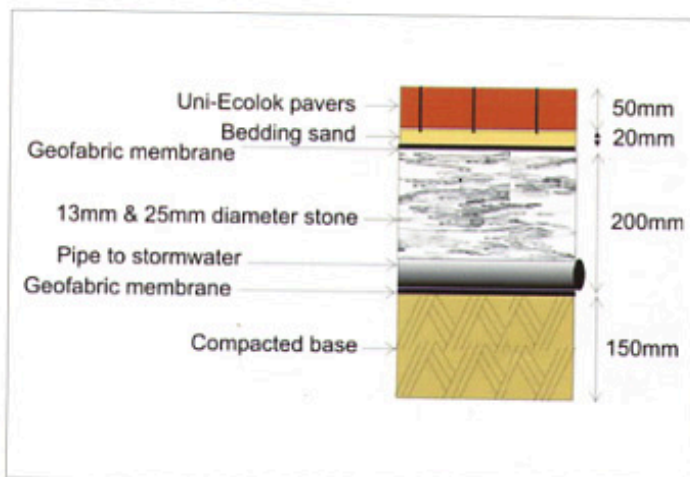 Uni-Ecolok pavers
50mm
Bedding sand
20mm
Geofabric membrane
13mm & 25mm diameter stone
200mm
Pipe to stormwater
Geofabric membrane
Compacted base
150mm